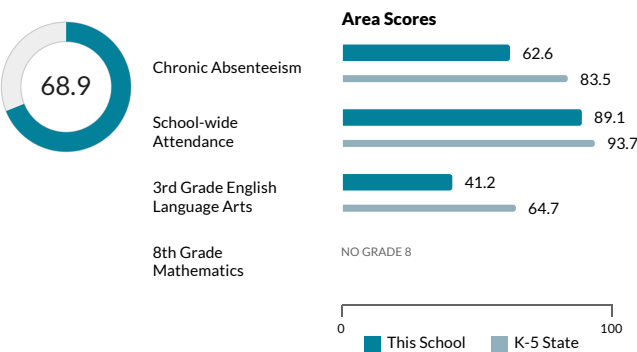 Area Scores
68.9
Chronic Absenteeism
62.6
83.5
School-wide
Attendance
89.1
93.7
3rd Grade English
Language Arts
41.2
64.7
8th Grade
Mathematics
NO GRADE 8
0
100
This School
K-5 State